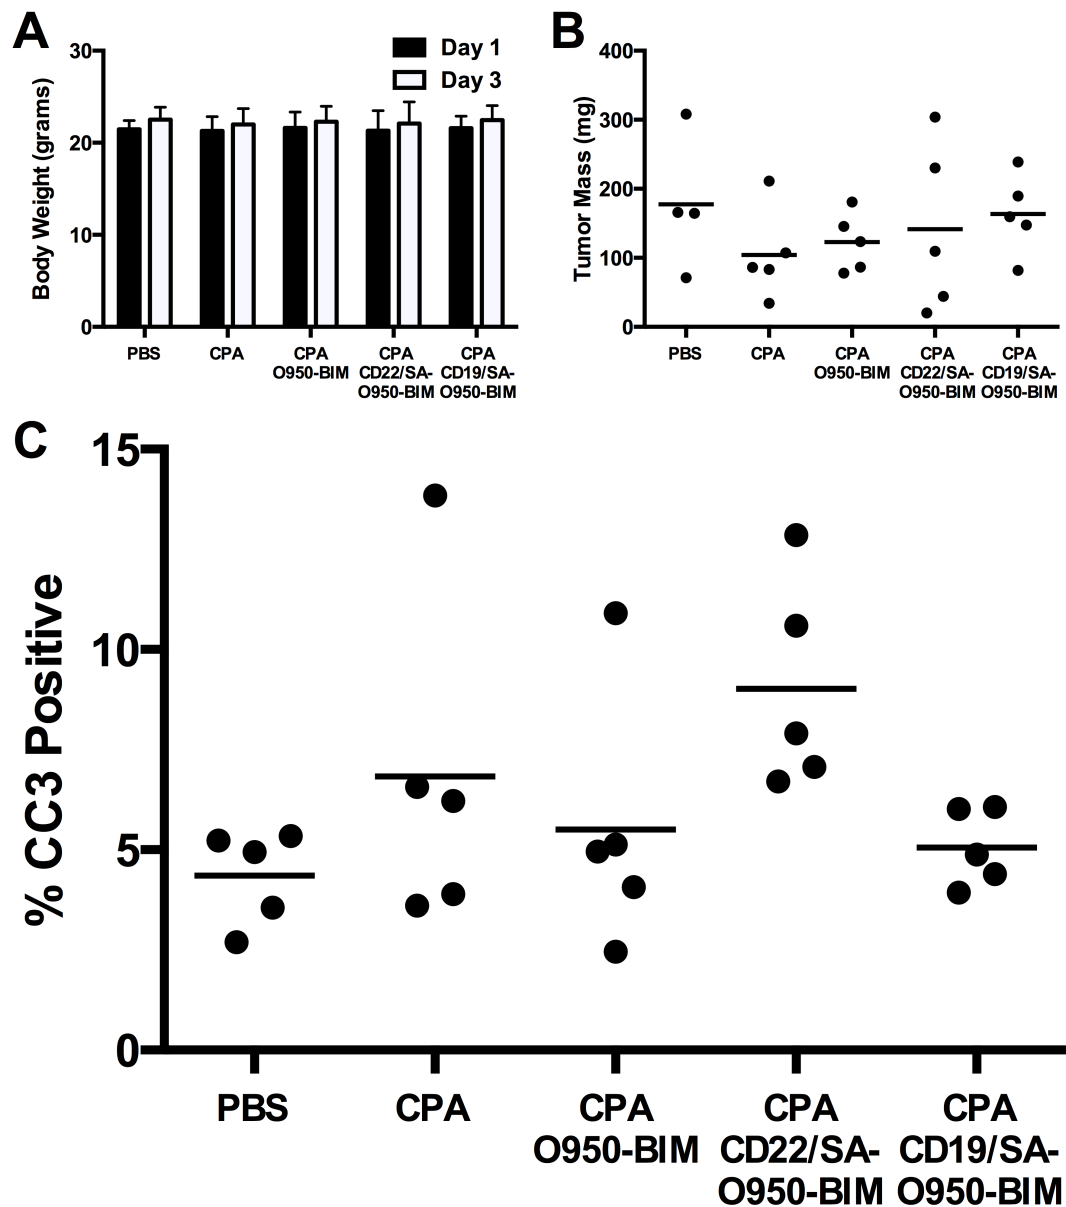 A
Body Weight (grams)
30
20
10
0
Day 1
Day 3
PBS
CPA
CPA
O950-BIM
CPA
CD22/SA-
O950-BIM
CPA
CD19/SA-
O950-BIM
B
Tumor Mass (mg)
400
300
200
100
0
PBS
CPA
CPA
O950-BIM
CPA
CD22/SA-
O950-BIM
CPA
CD19/SA-
O950-BIM
C
% CC3 Positive
15
10
5
0
PBS
CPA
CPA
O950-BIM
CPA
CD22/SA-
O950-BIM
CPA
CD19/SA-
O950-BIM